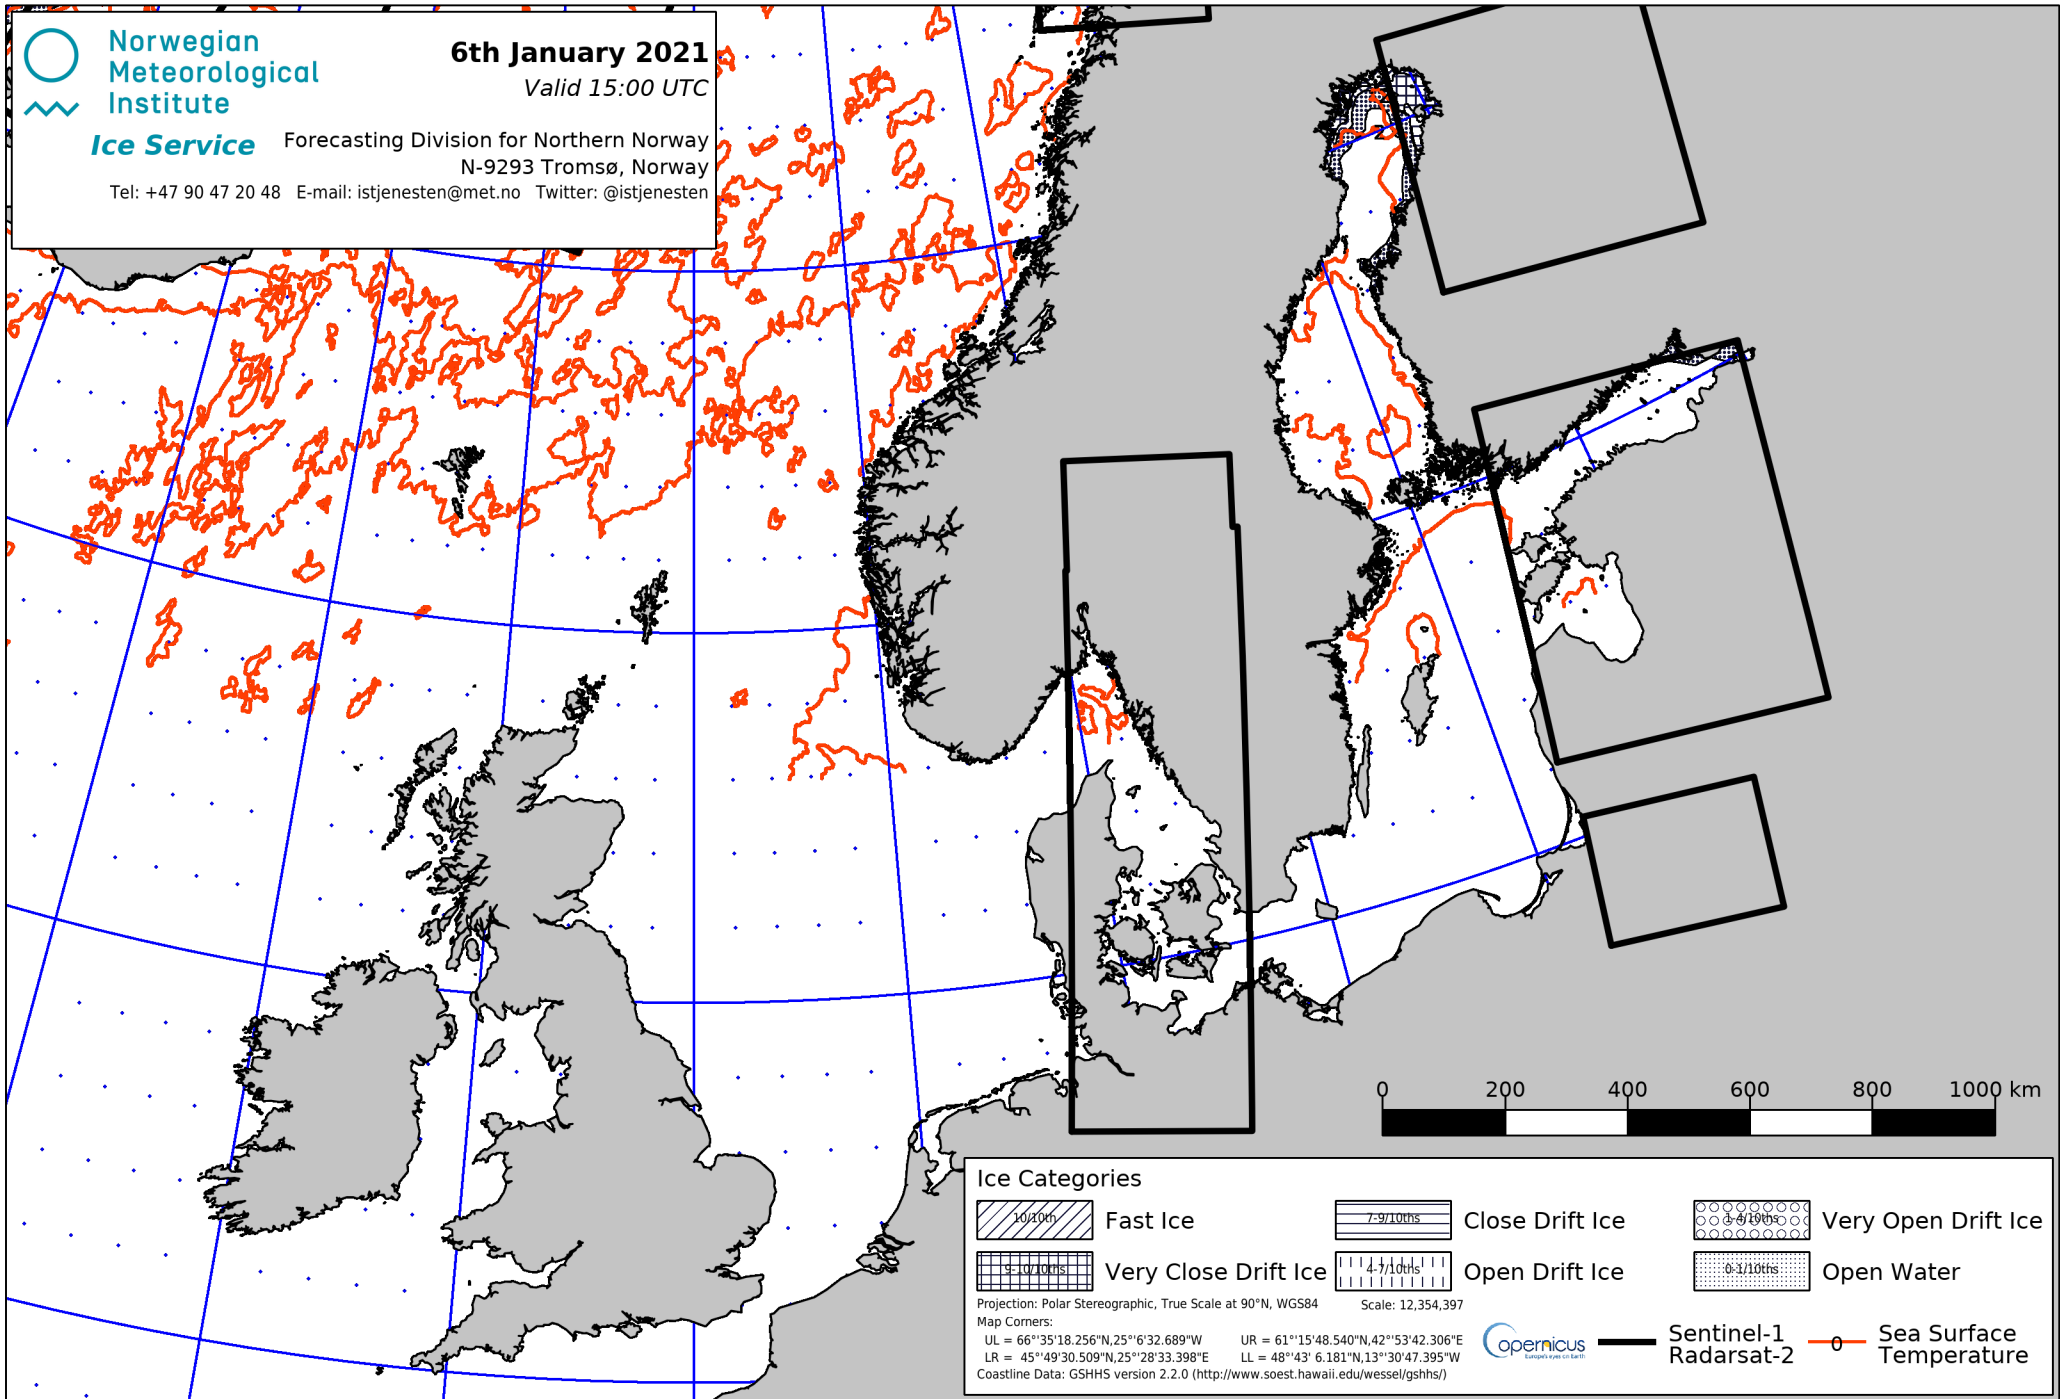 Norwegian
Meteorological
Institute
Ice Service
6th January 2021
Valid 15:00 UTC
Forecasting Division for Northern Norway
N-9293 Tromsø, Norway
Tel: +47 90 47 20 48 E-mail: istjenesten@met.no Twitter: @istjenesten
2
0 200 400 600 800 1000 km
Ice Categories
10/10th Fast Ice
7-9/10ths Close Drift Ice
1-4/10ths Very Open Drift Ice
9-10/10ths Very Close Drift Ice
4-7/10ths Open Drift Ice
0-1/10ths Open Water
Projection: Polar Stereographic, True Scale at 90°N, WGS84 Scale: 12,354,397
Map Corners:
UL = 66°'35'18.256"N,25°'6'32.689"W UR = 61°'15'48.540"N,42°'53'42.306"E
LR = 45°'49'30.509"N,25°'28'33.398"E LL = 48°'43' 6.181"N,13°'30'47.395"W
Coastline Data: GSHHS version 2.2.0 (http://www.soest.hawaii.edu/wessel/gshhs/)
Copernicus
Europe's eyes on Earth
Sentinel-1
Radarsat-2
0
Sea Surface
Temperature